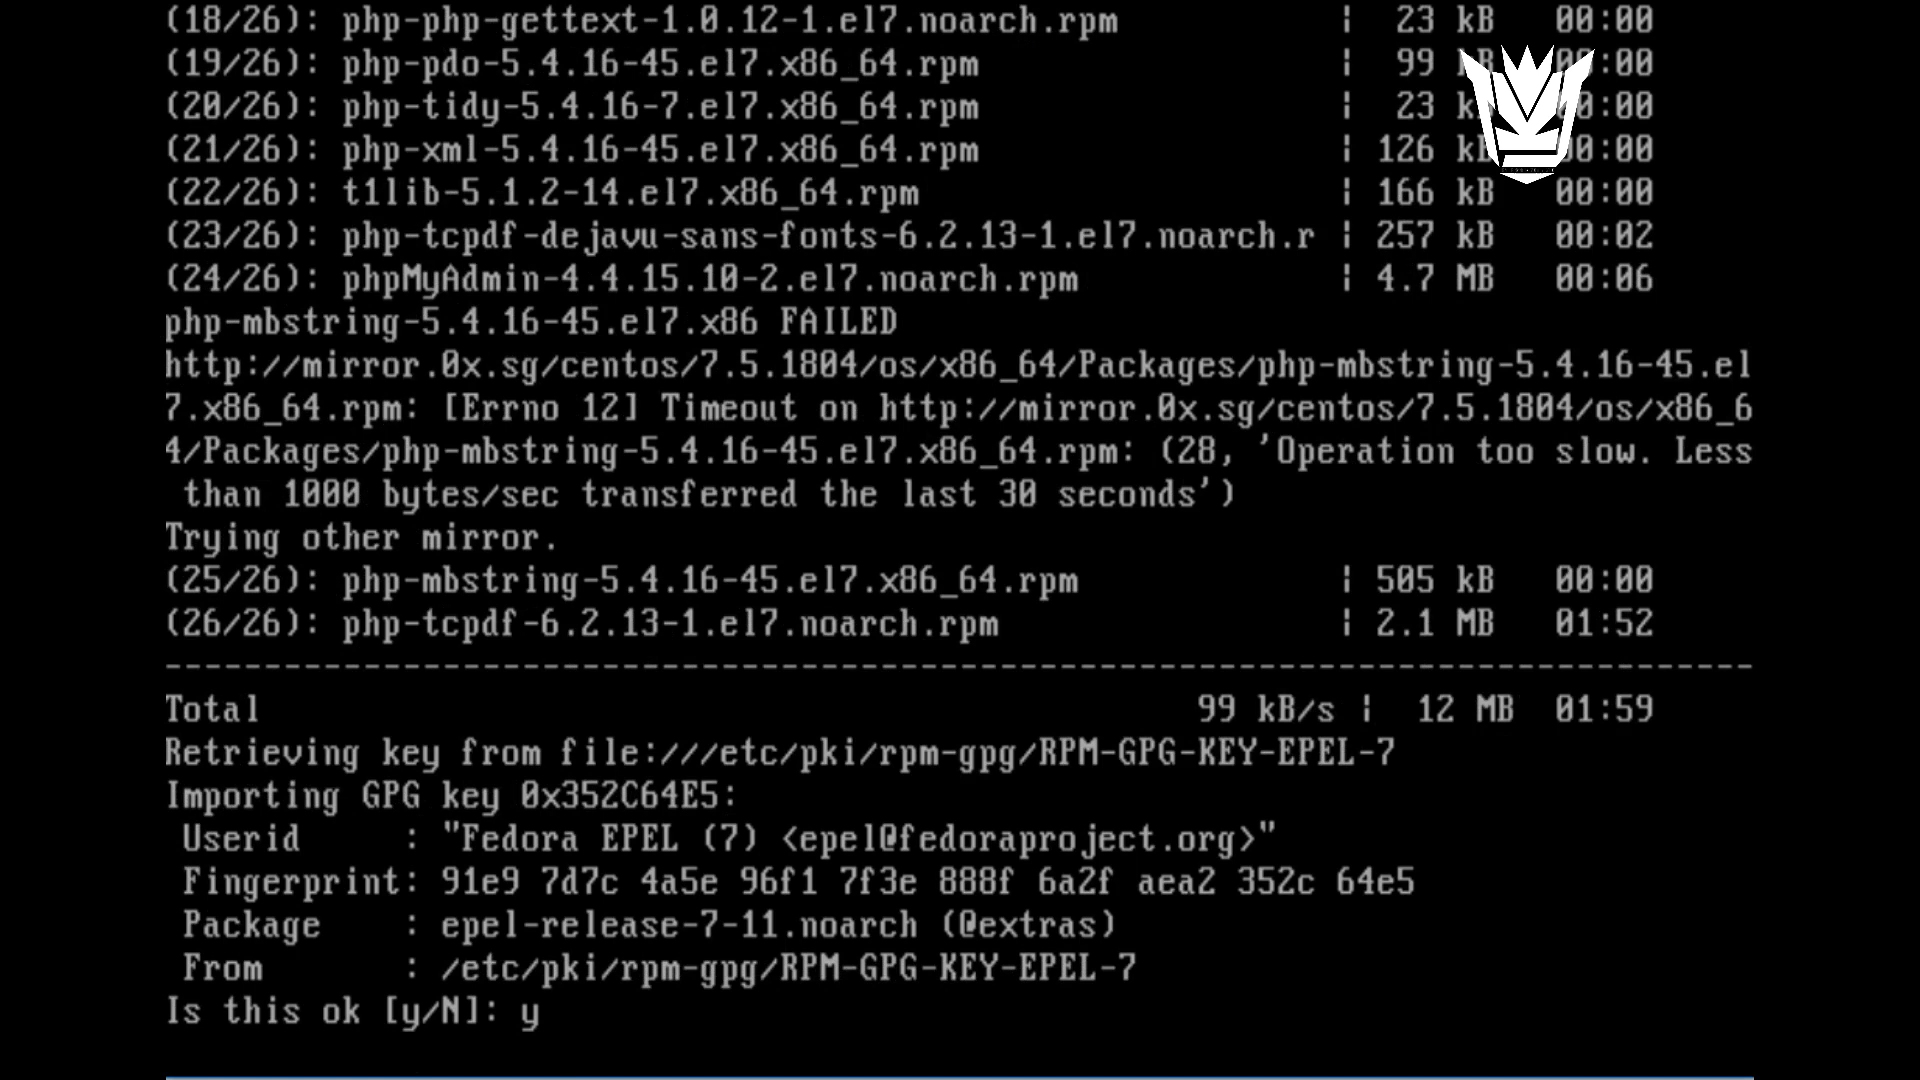 (18/26): php-php-gettext-1.0.12-1.el7.noarch.rpm | 23 kB 00:00
(19/26): php-pdo-5.4.16-45.el7.x86_64.rpm | 99 kB 00:00
(20/26): php-tidy-5.4.16-7.el7.x86_64.rpm | 23 kB 00:00
(21/26): php-xml-5.4.16-45.el7.x86_64.rpm | 126 kB 00:00
(22/26): t1lib-5.1.2-14.el7.x86_64.rpm | 166 kB 00:00
(23/26): php-tcpdf-dejavu-sans-fonts-6.2.13-1.el7.noarch.r | 257 kB 00:02
(24/26): phpMyAdmin-4.4.15.10-2.el7.noarch.rpm | 4.7 MB 00:06
php-mbstring-5.4.16-45.el7.x86 FAILED
http://mirror.0x.sg/centos/7.5.1804/os/x86_64/Packages/php-mbstring-5.4.16-45.el
7.x86_64.rpm: [Errno 12] Timeout on http://mirror.0x.sg/centos/7.5.1804/os/x86_6
4/Packages/php-mbstring-5.4.16-45.el7.x86_64.rpm: (28, 'Operation too slow. Less
than 1000 bytes/sec transferred the last 30 seconds')
Trying other mirror.
(25/26): php-mbstring-5.4.16-45.el7.x86_64.rpm | 505 kB 00:00
(26/26): php-tcpdf-6.2.13-1.el7.noarch.rpm | 2.1 MB 01:52
--------------------------------------------------------------------------------
Total 99 kB/s | 12 MB 01:59
Retrieving key from file:///etc/pki/rpm-gpg/RPM-GPG-KEY-EPEL-7
Importing GPG key 0x352C64E5:
Userid : "Fedora EPEL (7) <epel@fedoraproject.org>"
Fingerprint: 91e9 7d7c 4a5e 96f1 7f3e 888f 6a2f aea2 352c 64e5
Package : epel-release-7-11.noarch (@extras)
From : /etc/pki/rpm-gpg/RPM-GPG-KEY-EPEL-7
Is this ok [y/N]: y